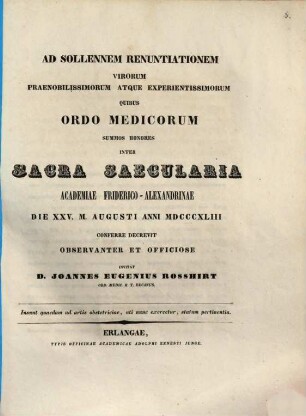 5.
AD SOLLENNEM RENUNTIATIONEM
VIRORUM
PRAENOBILISSIMORUM ATQUE EXPERIENTISSIMORUM
QUIBUS
ORDO MEDICORUM
SUMMOS HONORES
INTER
SACRA SAECULARIA
ACADEMIAE FRIDERICO-ALEXANDRINAE
DIE XXV. M. AUGUSTI ANNI MDCCCXLIII
CONFERRE DECREVIT
OBSERVANTER ET OFFICIOSE
INVITAT
D. JOANNES EUGENIUS ROSSHIRT
ORD. MEDIC. H. T. DECANUS.
Insunt quaedam ad artis obstetriciae, uti nunc exercetur, statum pertinentia.
ERLANGAE,
TYPIS OFFICINAE ACADEMICAE ADOLPHI ERNESTI JUNGE.